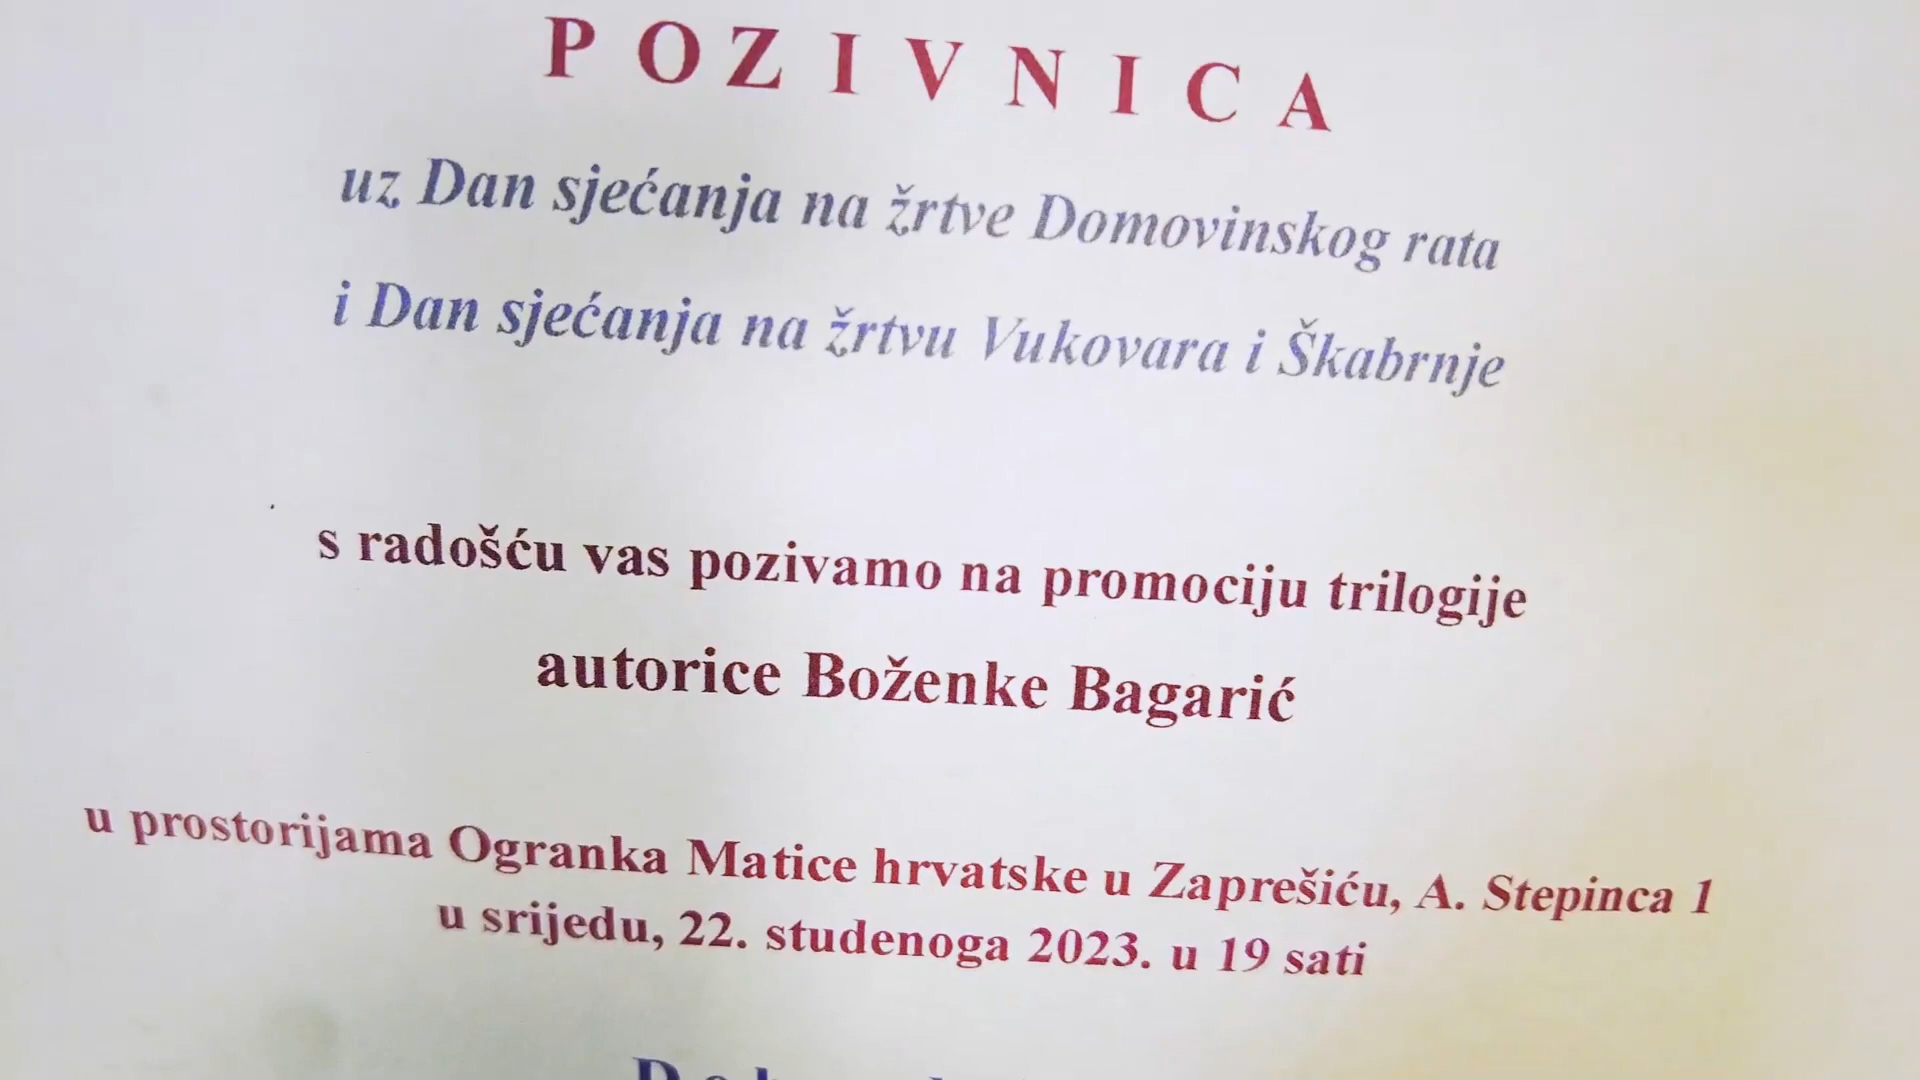 P O Z I V N I C A
uz Dan sjećanja na žrtve Domovinskog rata
i Dan sjećanja na žrtvu Vukovara i Škabrnje
s radošću vas pozivamo na promociju trilogije
autorice Boženke Bagarić
u prostorijama Ogranka Matice hrvatske u Zaprešiću, A. Stepinca 1
u srijedu, 22. studenoga 2023. u 19 sati